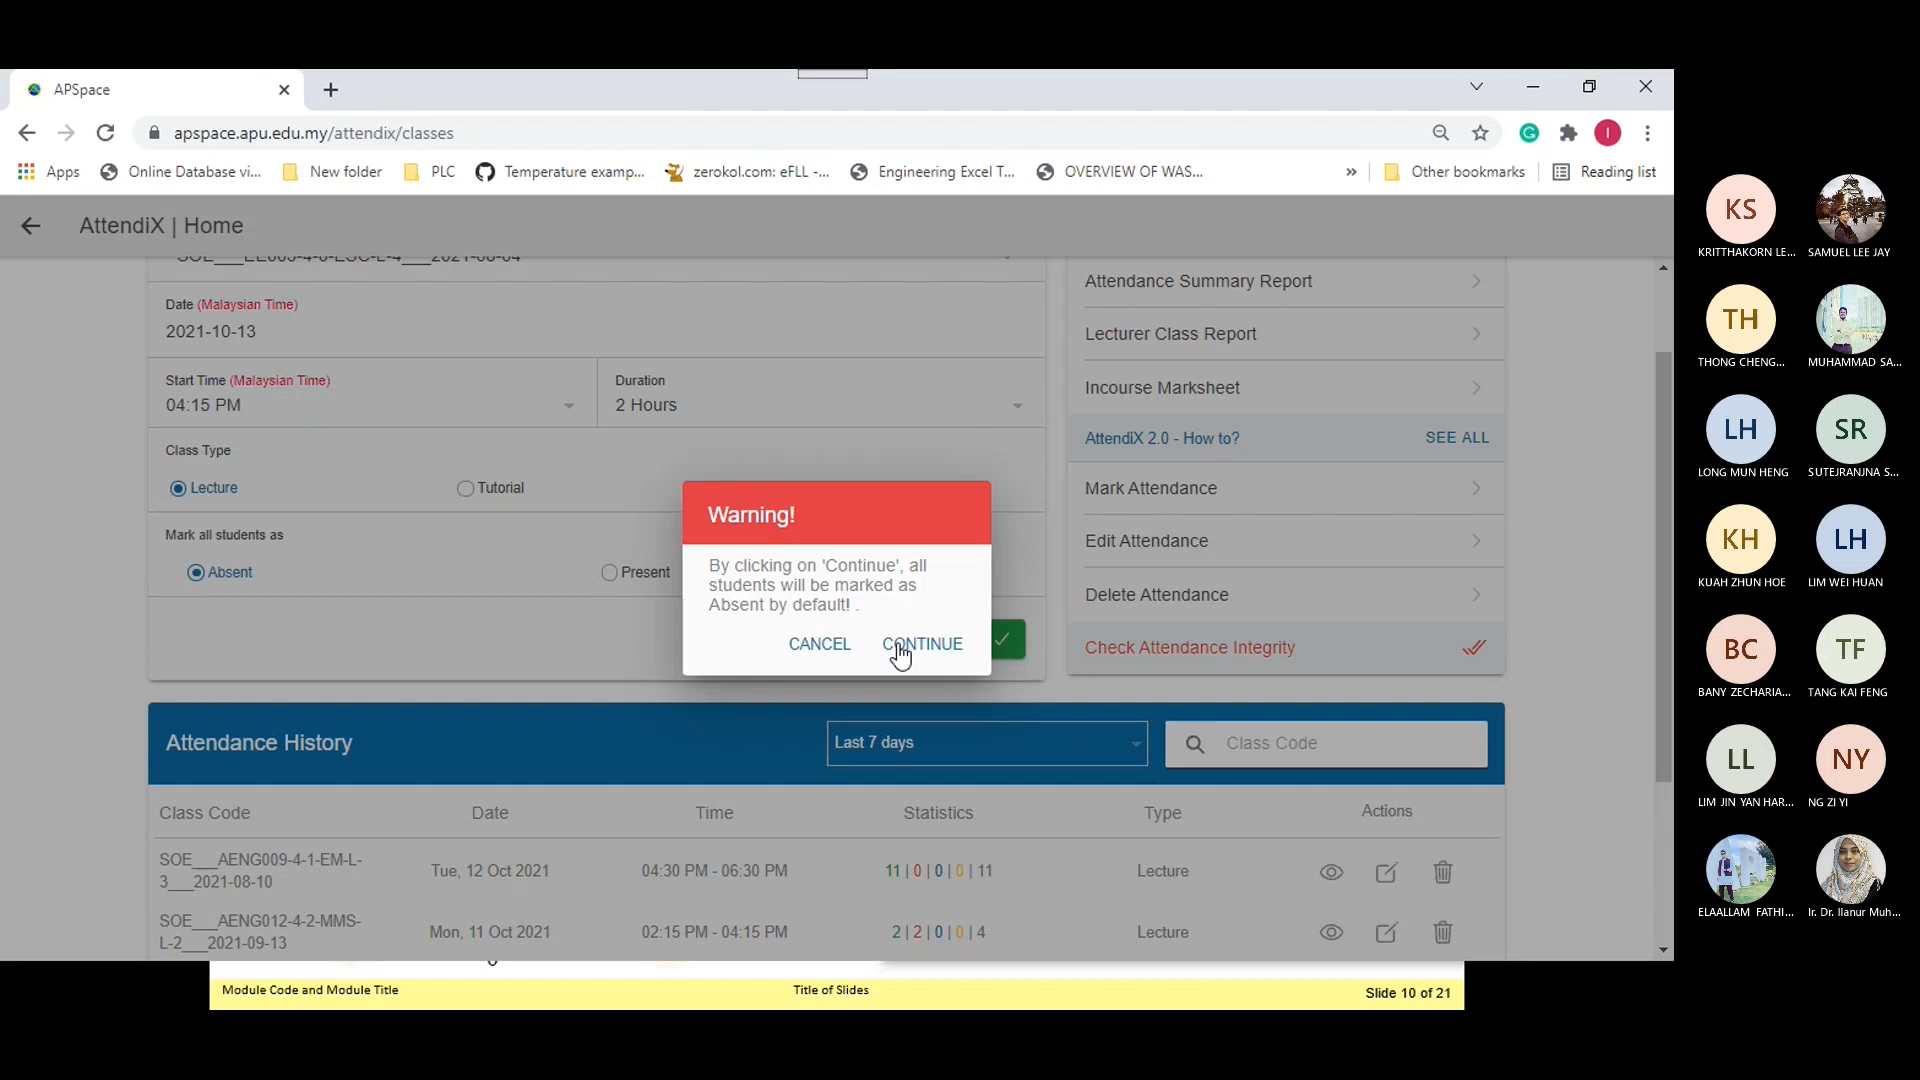 APSpace
apspace.apu.edu.my/attendix/classes
Apps
Online Database vi...
New folder
PLC
Temperature examp...
zerokol.com: eFLL -...
Engineering Excel T...
OVERVIEW OF WAS...
»
Other bookmarks
Reading list
AttendiX | Home
Date (Malaysian Time)
2021-10-13
Start Time (Malaysian Time)
04:15 PM
Duration
2 Hours
Class Type
Lecture
Tutorial
Mark all students as
Absent
Present
Attendance Summary Report
Lecturer Class Report
Incourse Marksheet
AttendiX 2.0 - How to?
SEE ALL
Mark Attendance
Edit Attendance
Delete Attendance
Check Attendance Integrity
Warning!
By clicking on 'Continue', all
students will be marked as
Absent by default! .
CANCEL
CONTINUE
Attendance History
Last 7 days
Class Code
Class Code
Date
Time
Statistics
Type
Actions
SOE___AENG009-4-1-EM-L-
3___2021-08-10
Tue, 12 Oct 2021
04:30 PM - 06:30 PM
11 | 0 | 0 | 0 | 11
Lecture
SOE___AENG012-4-2-MMS-
L-2___2021-09-13
Mon, 11 Oct 2021
02:15 PM - 04:15 PM
2 | 2 | 0 | 0 | 4
Lecture
Module Code and Module Title
Title of Slides
Slide 10 of 21
I
KS
KRITTHAKORN LE...
SAMUEL LEE JAY
TH
THONG CHENG...
MUHAMMAD SA...
LH
LONG MUN HENG
SR
SUTEJRANJNA S...
KH
KUAH ZHUN HOE
LH
LIM WEI HUAN
BC
BANY ZECHARIA...
TF
TANG KAI FENG
LL
LIM JIN YAN HAR...
NY
NG ZI YI
ELAALLAM FATHI...
Ir. Dr. Ilanur Muh...